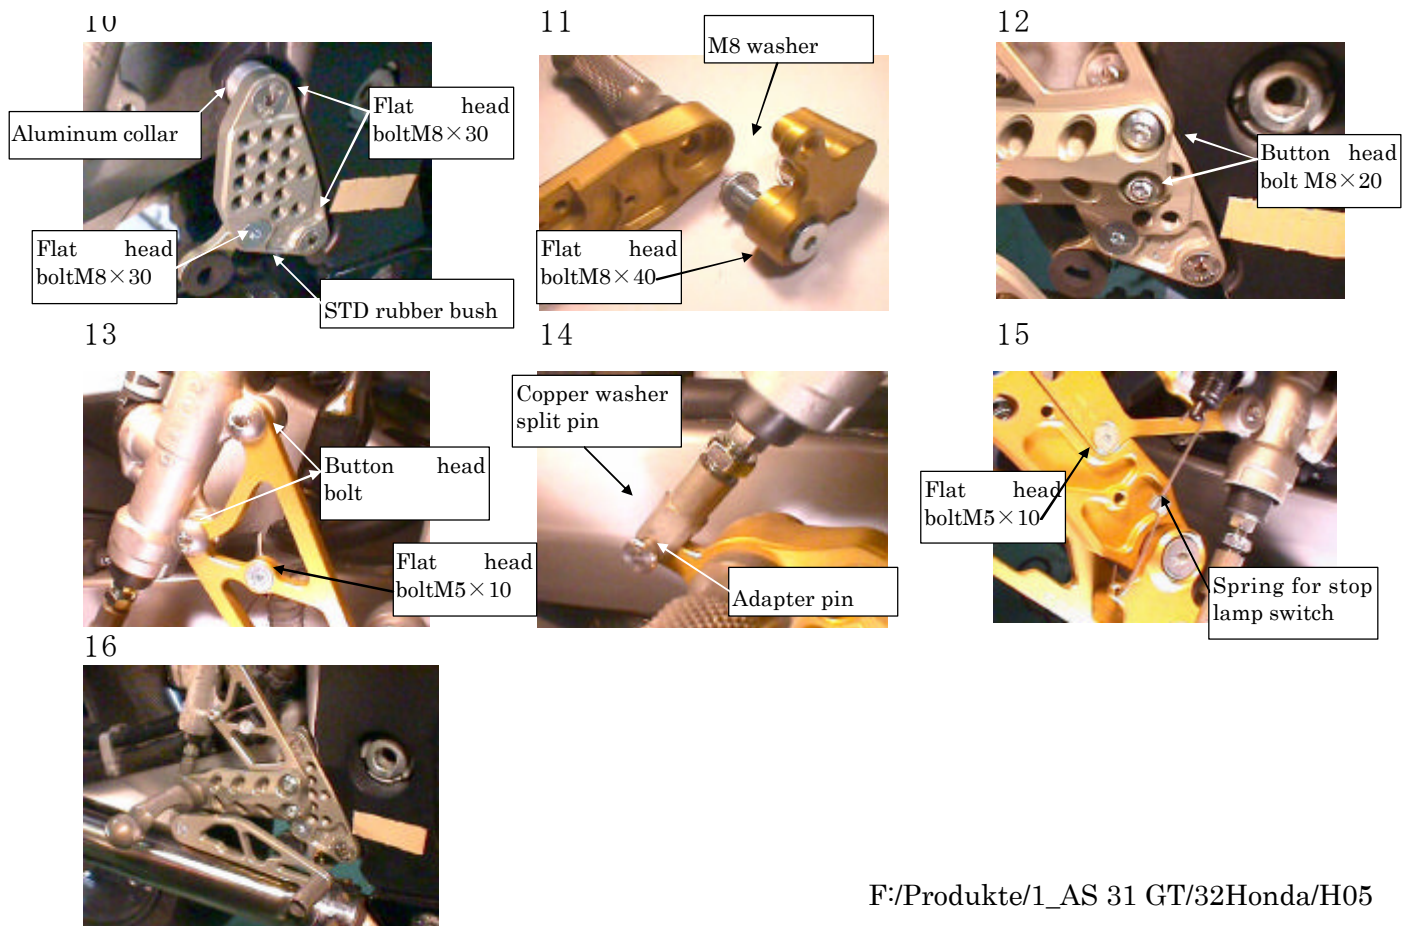 10
Aluminum collar
Flat head
boltM8×30
Flat head
boltM8×30
STD rubber bush
11
M8 washer
Flat head
boltM8×40
12
Button head
bolt M8×20
13
Button head
bolt
Flat head
boltM5×10
14
Copper washer
split pin
Adapter pin
15
Flat head
boltM5×10
Spring for stop
lamp switch
16
F:/Produkte/1_AS 31 GT/32Honda/H05